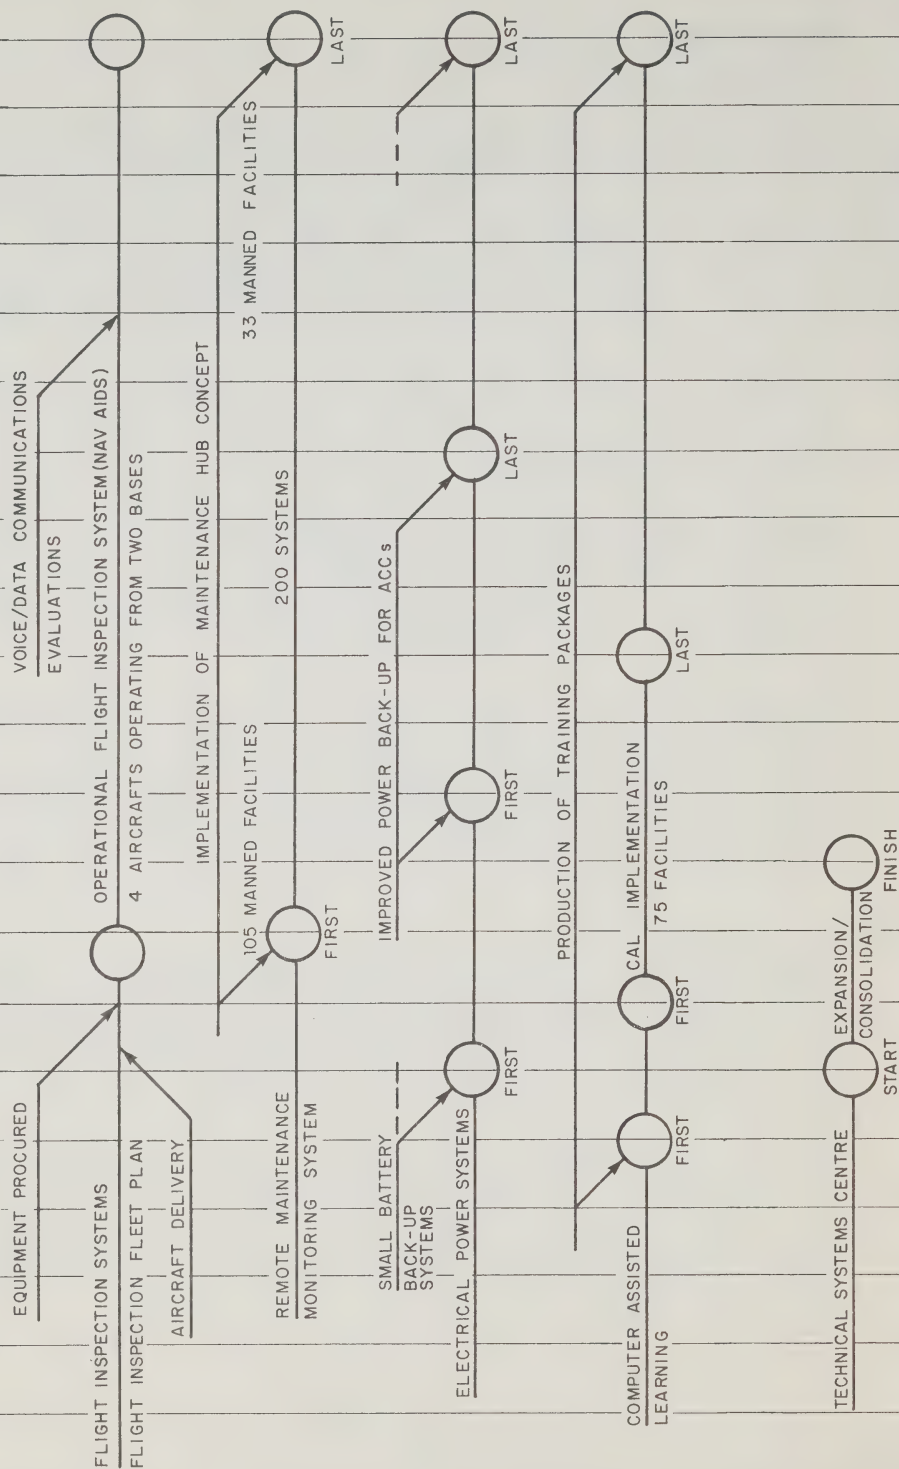 EQUIPMENT PROCURED
VOICE/DATA COMMUNICATIONS
EVALUATIONS
FLIGHT INSPECTION SYSTEMS
OPERATIONAL FLIGHT INSPECTION SYSTEM (NAV AIDS)
FLIGHT INSPECTION FLEET PLAN
4 AIRCRAFTS OPERATING FROM TWO BASES
AIRCRAFT DELIVERY
IMPLEMENTATION OF MAINTENANCE HUB CONCEPT
105 MANNED FACILITIES
33 MANNED FACILITIES
REMOTE MAINTENANCE
MONITORING SYSTEM
200 SYSTEMS
FIRST
LAST
SMALL BATTERY
BACK-UP
SYSTEMS
IMPROVED POWER BACK-UP FOR ACCs
ELECTRICAL POWER SYSTEMS
FIRST
FIRST
LAST
LAST
PRODUCTION OF TRAINING PACKAGES
COMPUTER ASSISTED
LEARNING
CAL IMPLEMENTATION
75 FACILITIES
FIRST
FIRST
LAST
LAST
TECHNICAL SYSTEMS CENTRE
EXPANSION/
CONSOLIDATION
START
FINISH